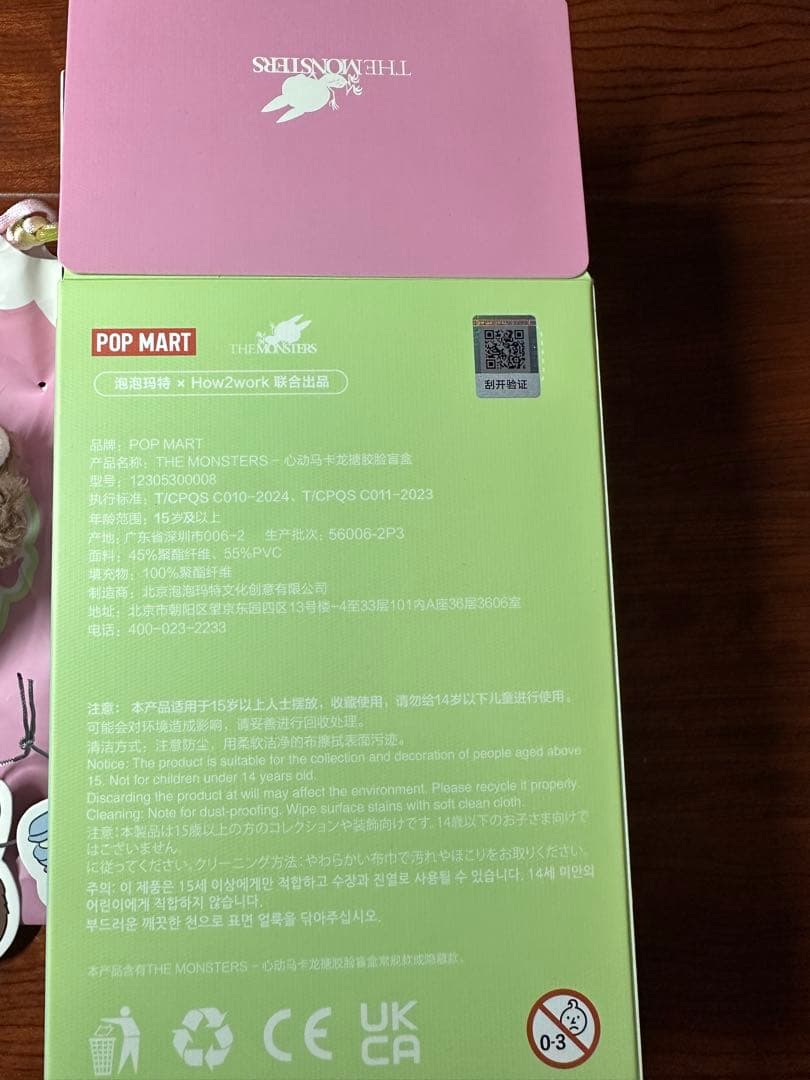 THE MONSTERS
POP MART
THE MONSTERS
泡泡玛特 × How2work 联合出品
刮开验证
品牌：POP MART
产品名称：THE MONSTERS - 心动马卡龙搪胶脸盲盒
型号：12305300008
执行标准：T/CPQS C010-2024、T/CPQS C011-2023
年龄范围：15岁及以上
产地：广东省深圳市006-2 生产批次：56006-2P3
面料：45%聚酯纤维、55%PVC
填充物：100%聚酯纤维
制造商：北京泡泡玛特文化创意有限公司
地址：北京市朝阳区望京东园四区13号楼-4至33层101内A座36层3606室
电话：400-023-2233
注意：本产品适用于15岁以上人士摆放，收藏使用，请勿给14岁以下儿童进行使用。
可能会对环境造成影响，请妥善进行回收处理。
清洁方式：注意防尘，用柔软洁净的布擦拭表面污迹。
Notice: The product is suitable for the collection and decoration of people aged above
15. Not for children under 14 years old.
Discarding the product at will may affect the environment. Please recycle it properly.
Cleaning: Note for dust-proofing. Wipe surface stains with soft clean cloth.
注意:本製品は15歳以上の方のコレクションや装飾向けです。14歳以下のお子さま向けで
はございません。
に従ってください。クリーニング方法:やわらかい布巾で汚れやほこりをお取りください。
주의: 이 제품은 15세 이상에게만 적합하고 수장과 진열로 사용될 수 있습니다. 14세 미만의
어린이에게 적합하지 않습니다.
부드러운 깨끗한 천으로 표면 얼룩을 닦아주십시오.
本产品含有THE MONSTERS - 心动马卡龙搪胶脸盲盒常规款或隐藏款。
CE
UK
CA
0-3